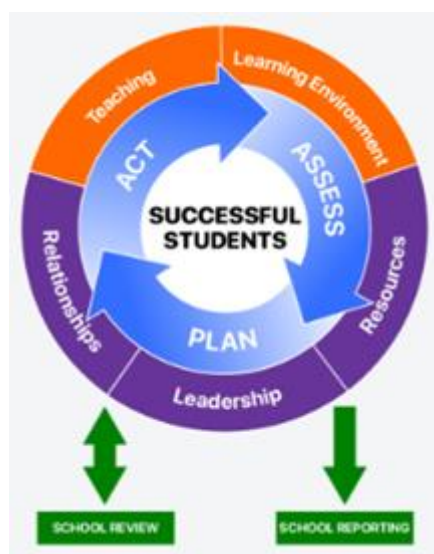 Teaching
Learning Environment
ACT
ASSESS
SUCCESSFUL
STUDENTS
Relationships
Resources
PLAN
Leadership
SCHOOL REVIEW
SCHOOL REPORTING